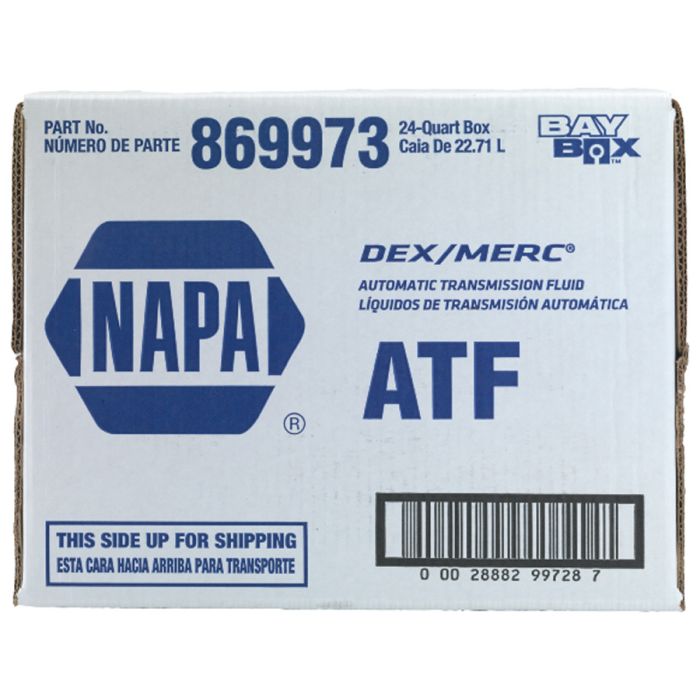 PART No.
NÚMERO DE PARTE
869973
24-Quart Box
Caia De 22.71 L
BAY
BOX™
NAPA®
DEX/MERC®
AUTOMATIC TRANSMISSION FLUID
LÍQUIDOS DE TRANSMISIÓN AUTOMÁTICA
ATF
THIS SIDE UP FOR SHIPPING
ESTA CARA HACIA ARRIBA PARA TRANSPORTE
0 00 28882 99728 7